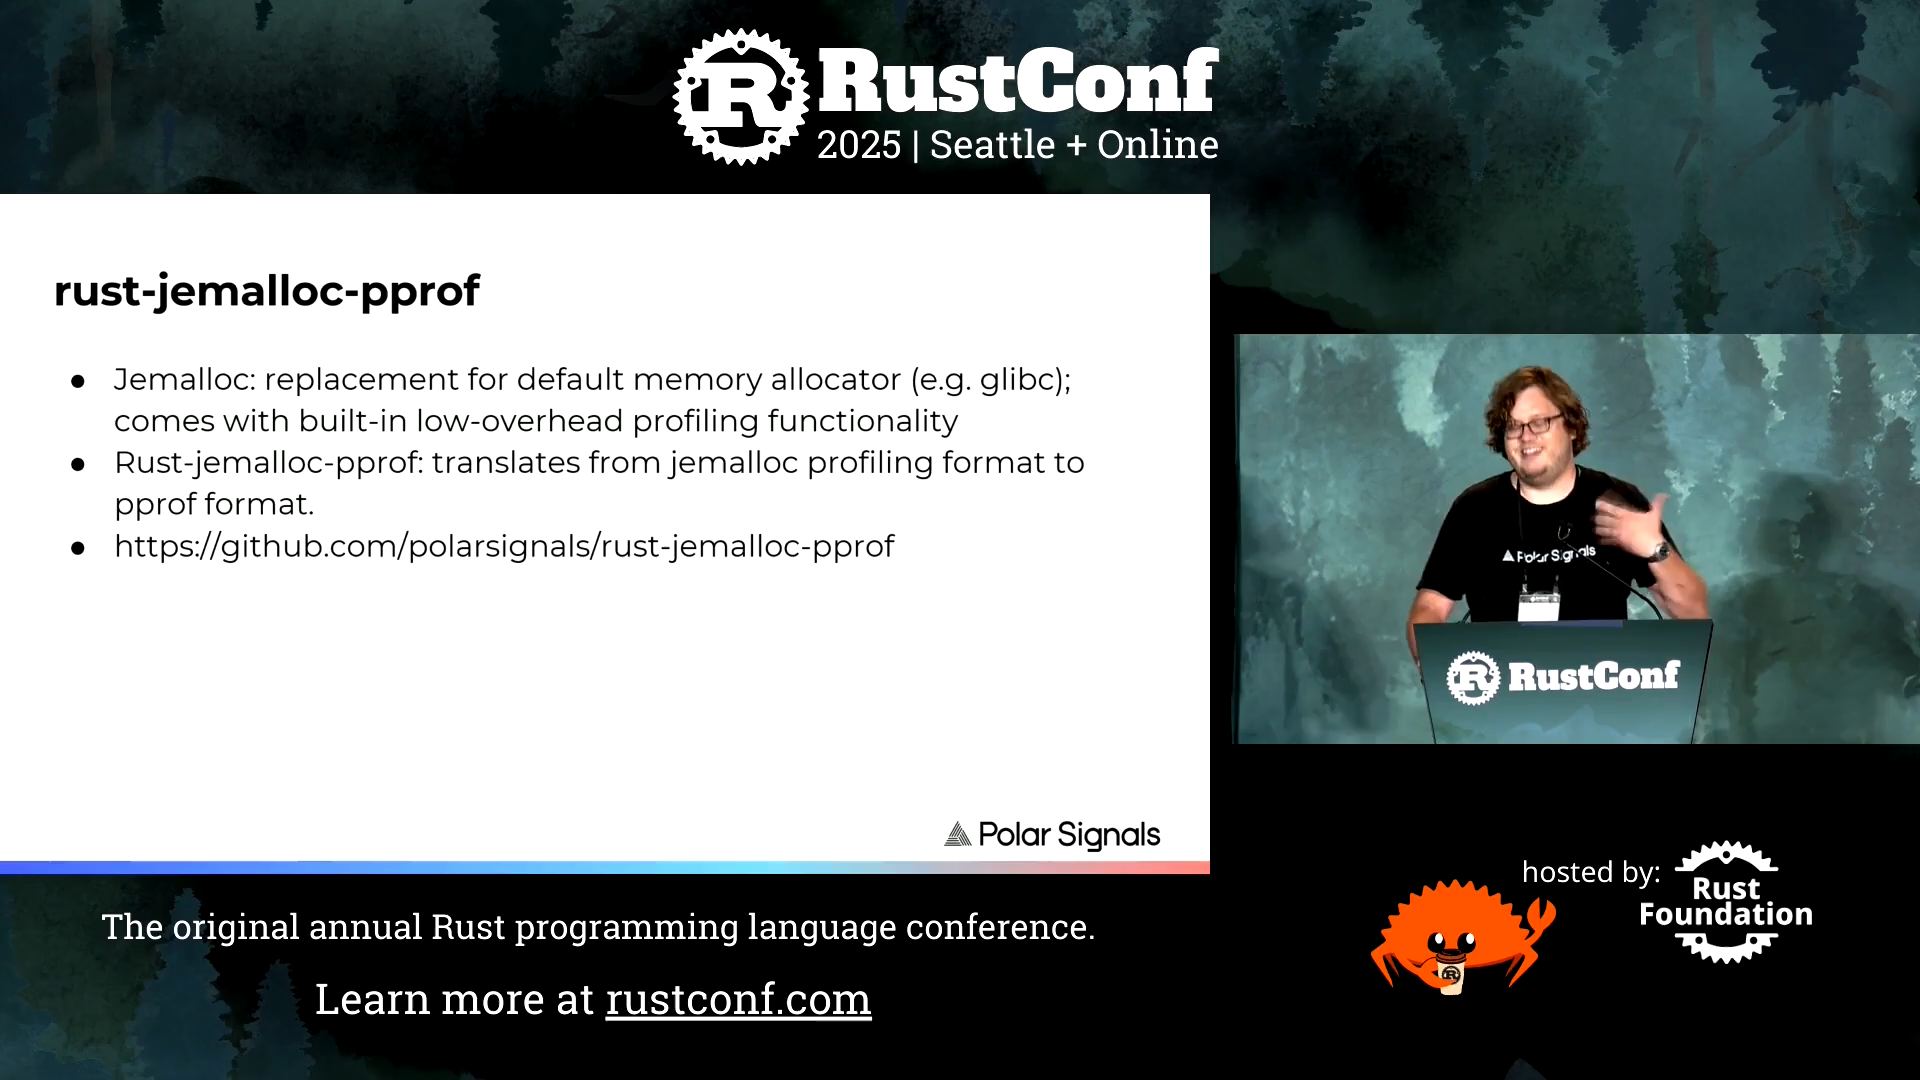 RustConf
2025 | Seattle + Online
rust-jemalloc-pprof
● Jemalloc: replacement for default memory allocator (e.g. glibc);
comes with built-in low-overhead profiling functionality
● Rust-jemalloc-pprof: translates from jemalloc profiling format to
pprof format.
● https://github.com/polarsignals/rust-jemalloc-pprof
Polar Signals
Polar Signals
R RustConf
The original annual Rust programming language conference.
Learn more at rustconf.com
hosted by:
Rust
Foundation